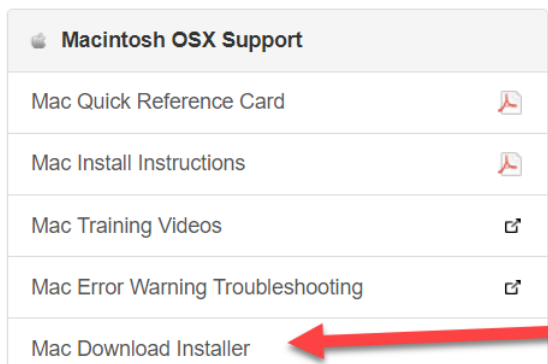 Macintosh OSX Support
Mac Quick Reference Card
Mac Install Instructions
Mac Training Videos
Mac Error Warning Troubleshooting
Mac Download Installer